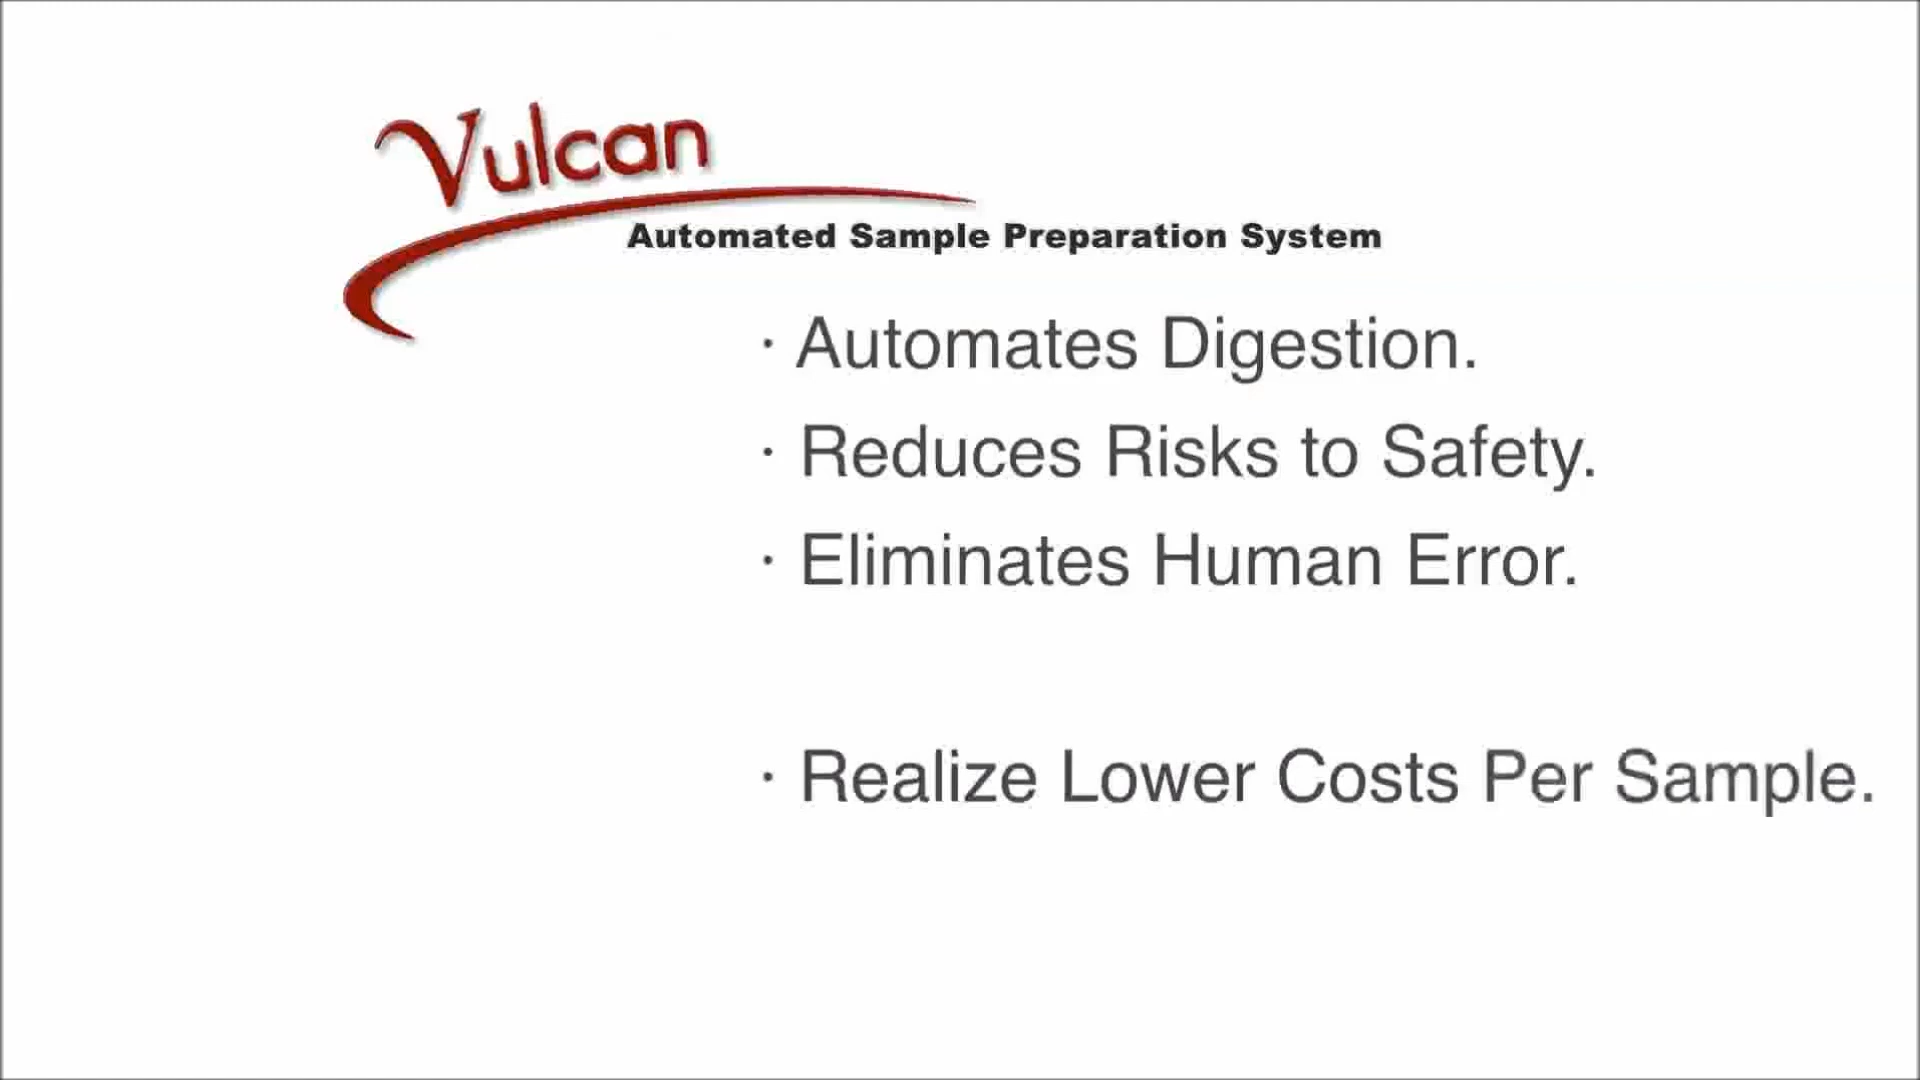 Vulcan
Automated Sample Preparation System
· Automates Digestion.
· Reduces Risks to Safety.
· Eliminates Human Error.
· Realize Lower Costs Per Sample.